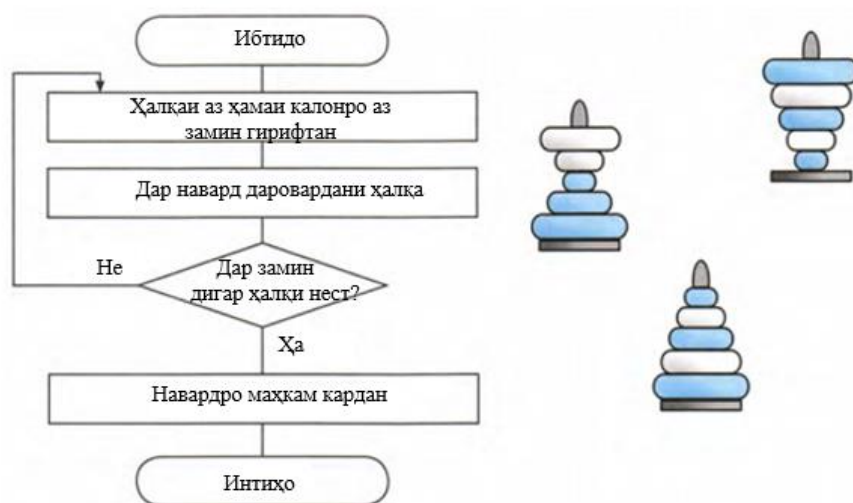 Ибтидо
Ҳалқаи аз ҳамаи калонро аз
замин гирифтан
Дар навард даровардани ҳалқа
Не
Дар замин
дигар ҳалқи нест?
Ҳа
Навардро маҳкам кардан
Интиҳо